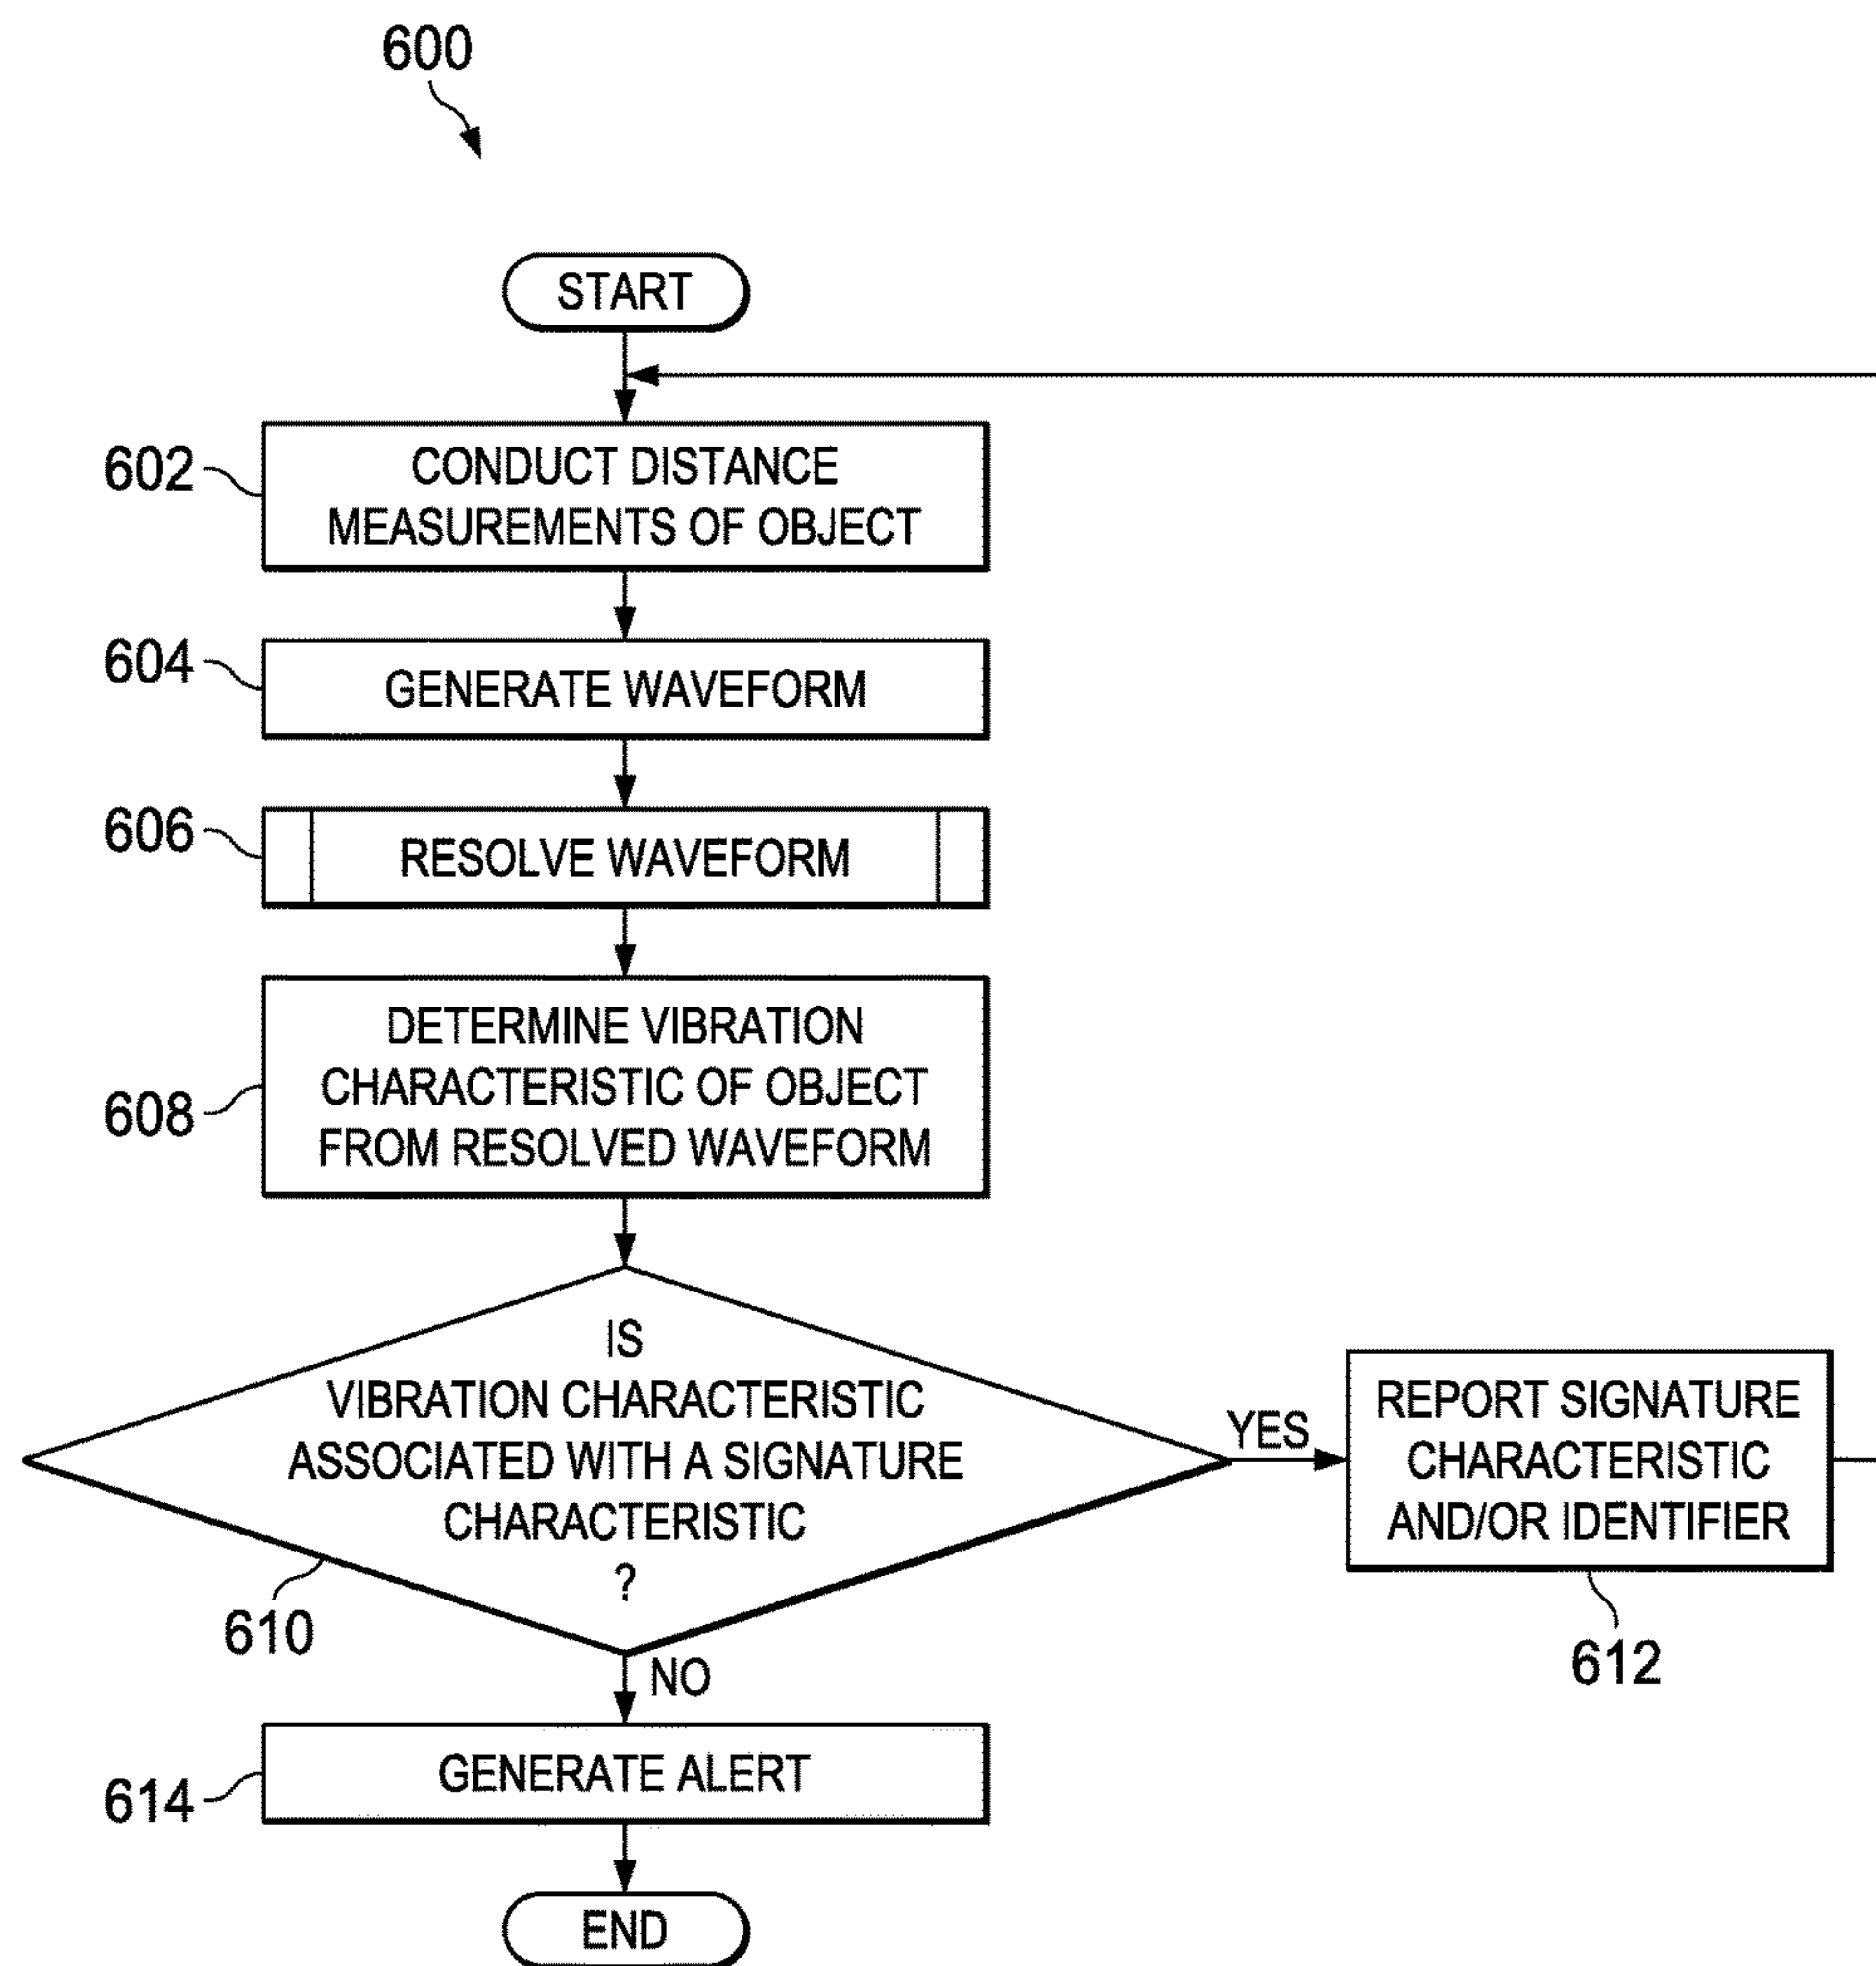 600
START
602
CONDUCT DISTANCE
MEASUREMENTS OF OBJECT
604
GENERATE WAVEFORM
606
RESOLVE WAVEFORM
608
DETERMINE VIBRATION
CHARACTERISTIC OF OBJECT
FROM RESOLVED WAVEFORM
610
IS
VIBRATION CHARACTERISTIC
ASSOCIATED WITH A SIGNATURE
CHARACTERISTIC
?
YES
REPORT SIGNATURE
CHARACTERISTIC
AND/OR IDENTIFIER
612
NO
614
GENERATE ALERT
END